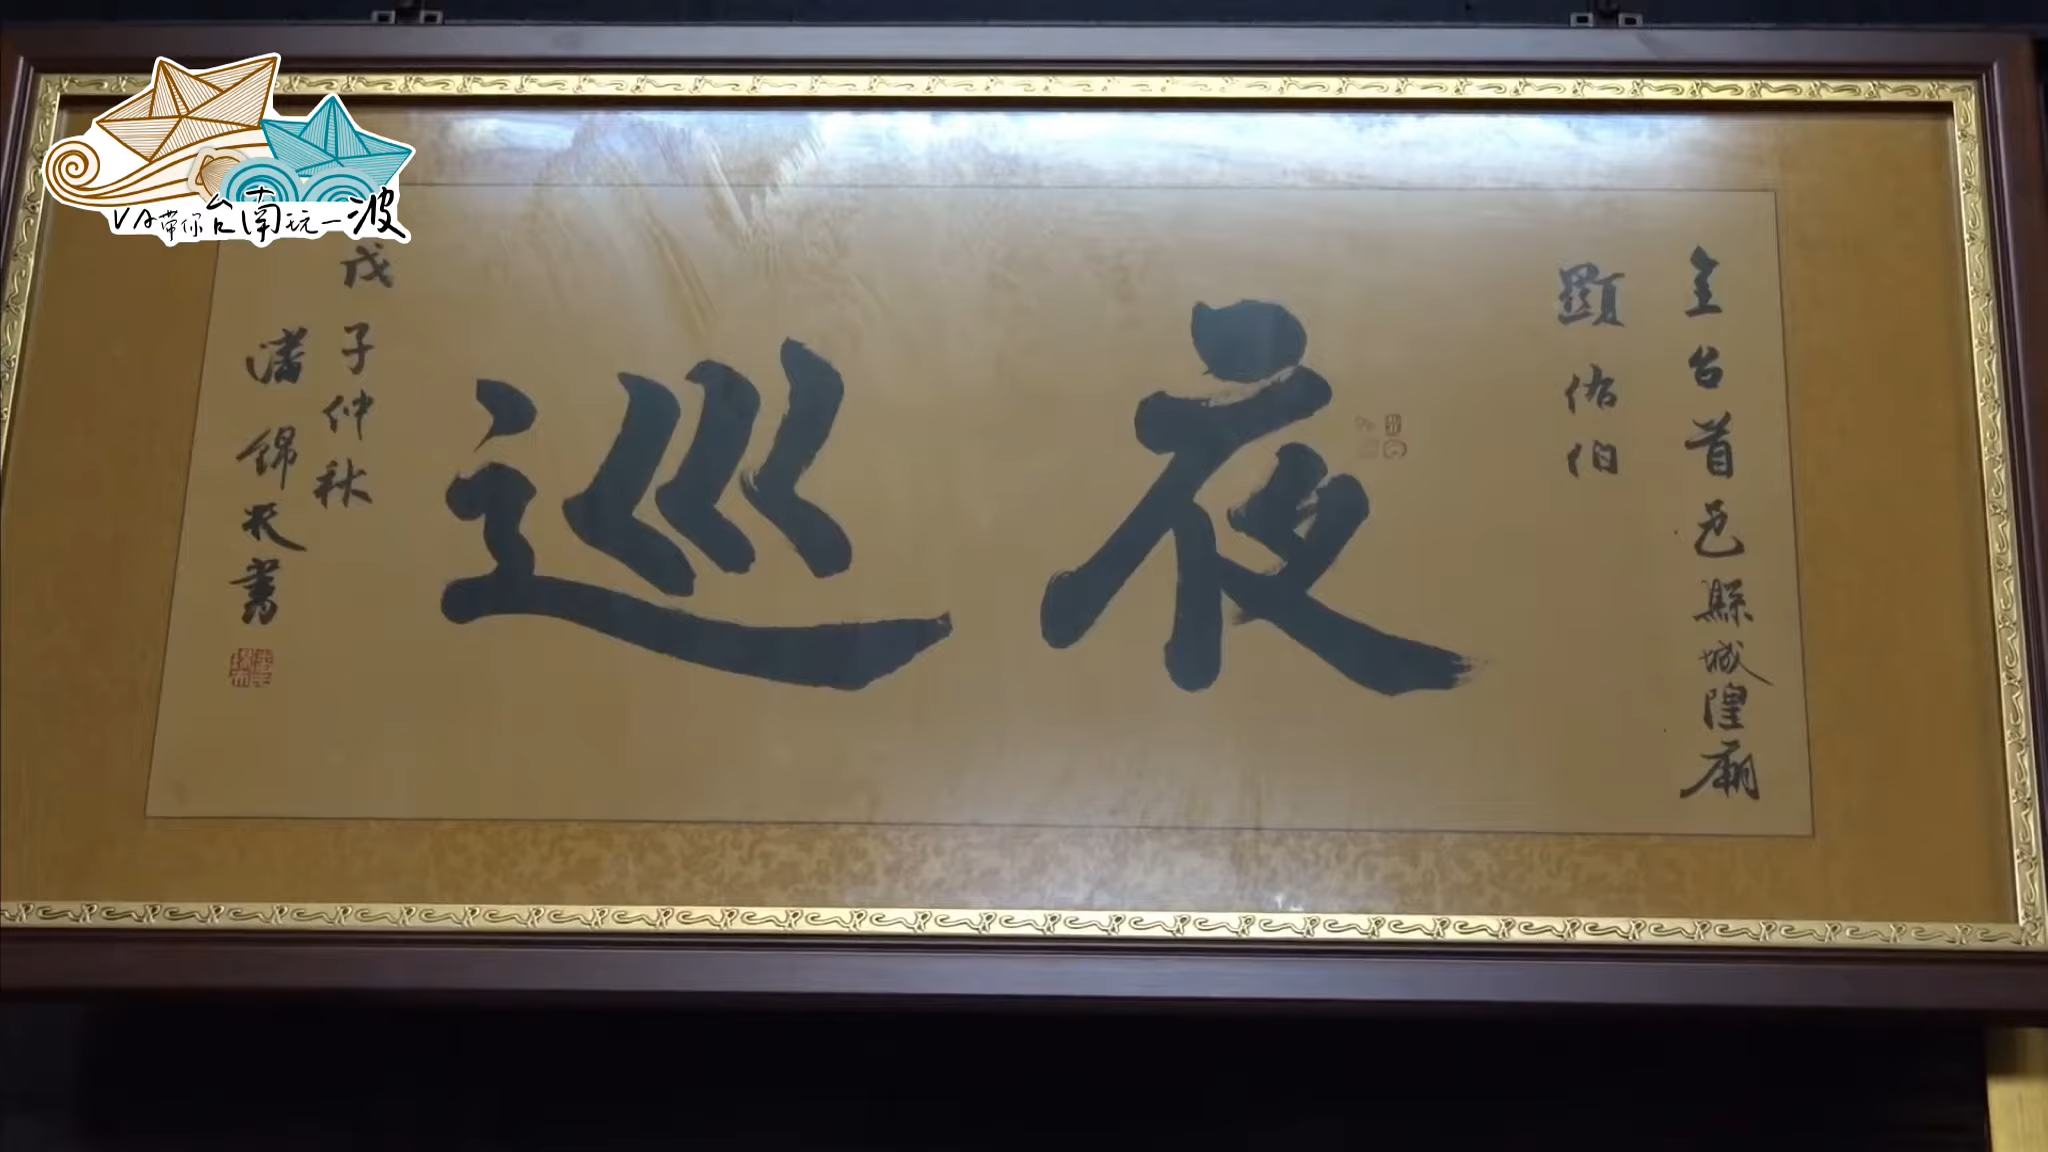 VA帶你台南玩一波
全台首邑縣城隍廟
顯佑伯
夜巡
戊子仲秋
潘錦
書